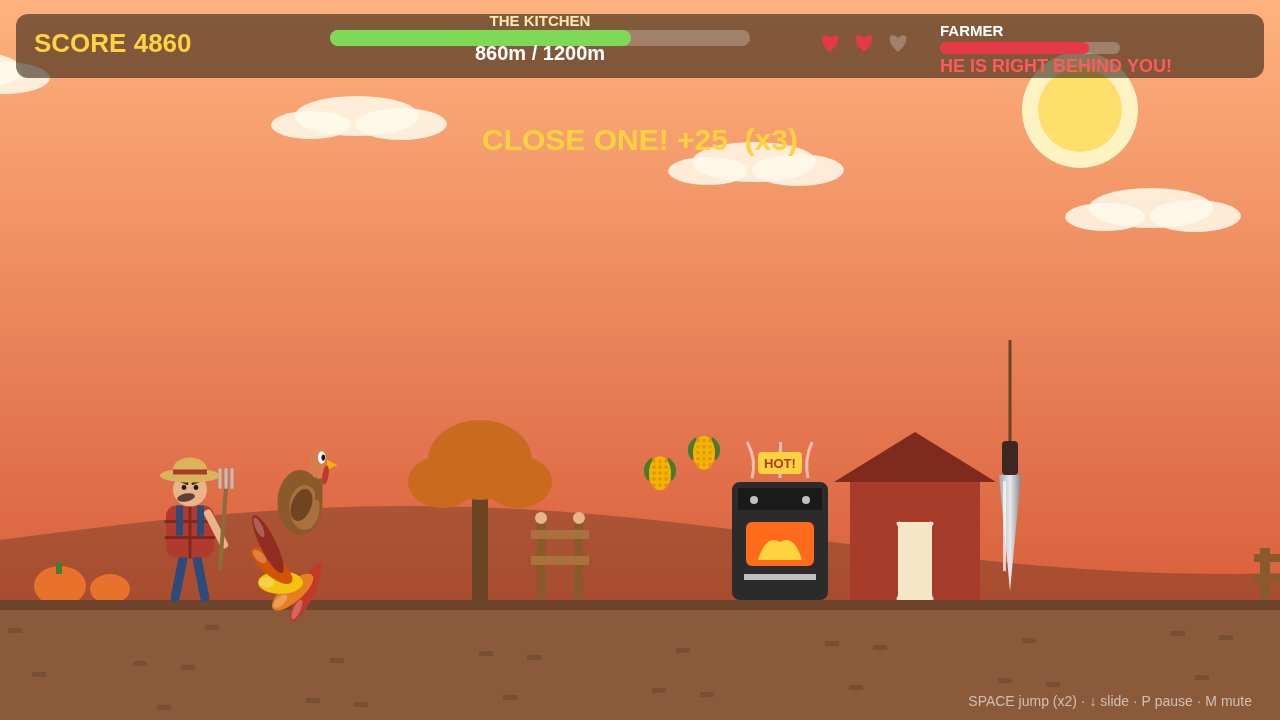 SCORE 4860
THE KITCHEN
860m / 1200m
FARMER
HE IS RIGHT BEHIND YOU!
CLOSE ONE! +25 (x3)
HOT!
SPACE jump (x2) · ↓ slide · P pause · M mute